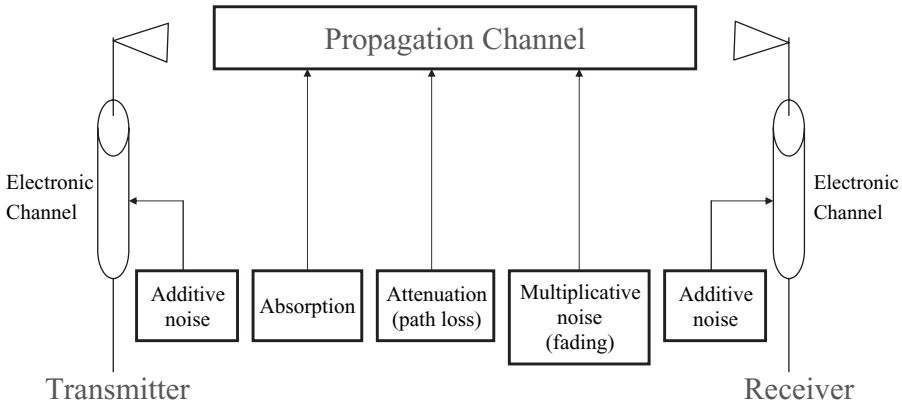 Propagation Channel
Electronic
Channel
Electronic
Channel
Additive
noise
Absorption
Attenuation
(path loss)
Multiplicative
noise
(fading)
Additive
noise
Transmitter
Receiver